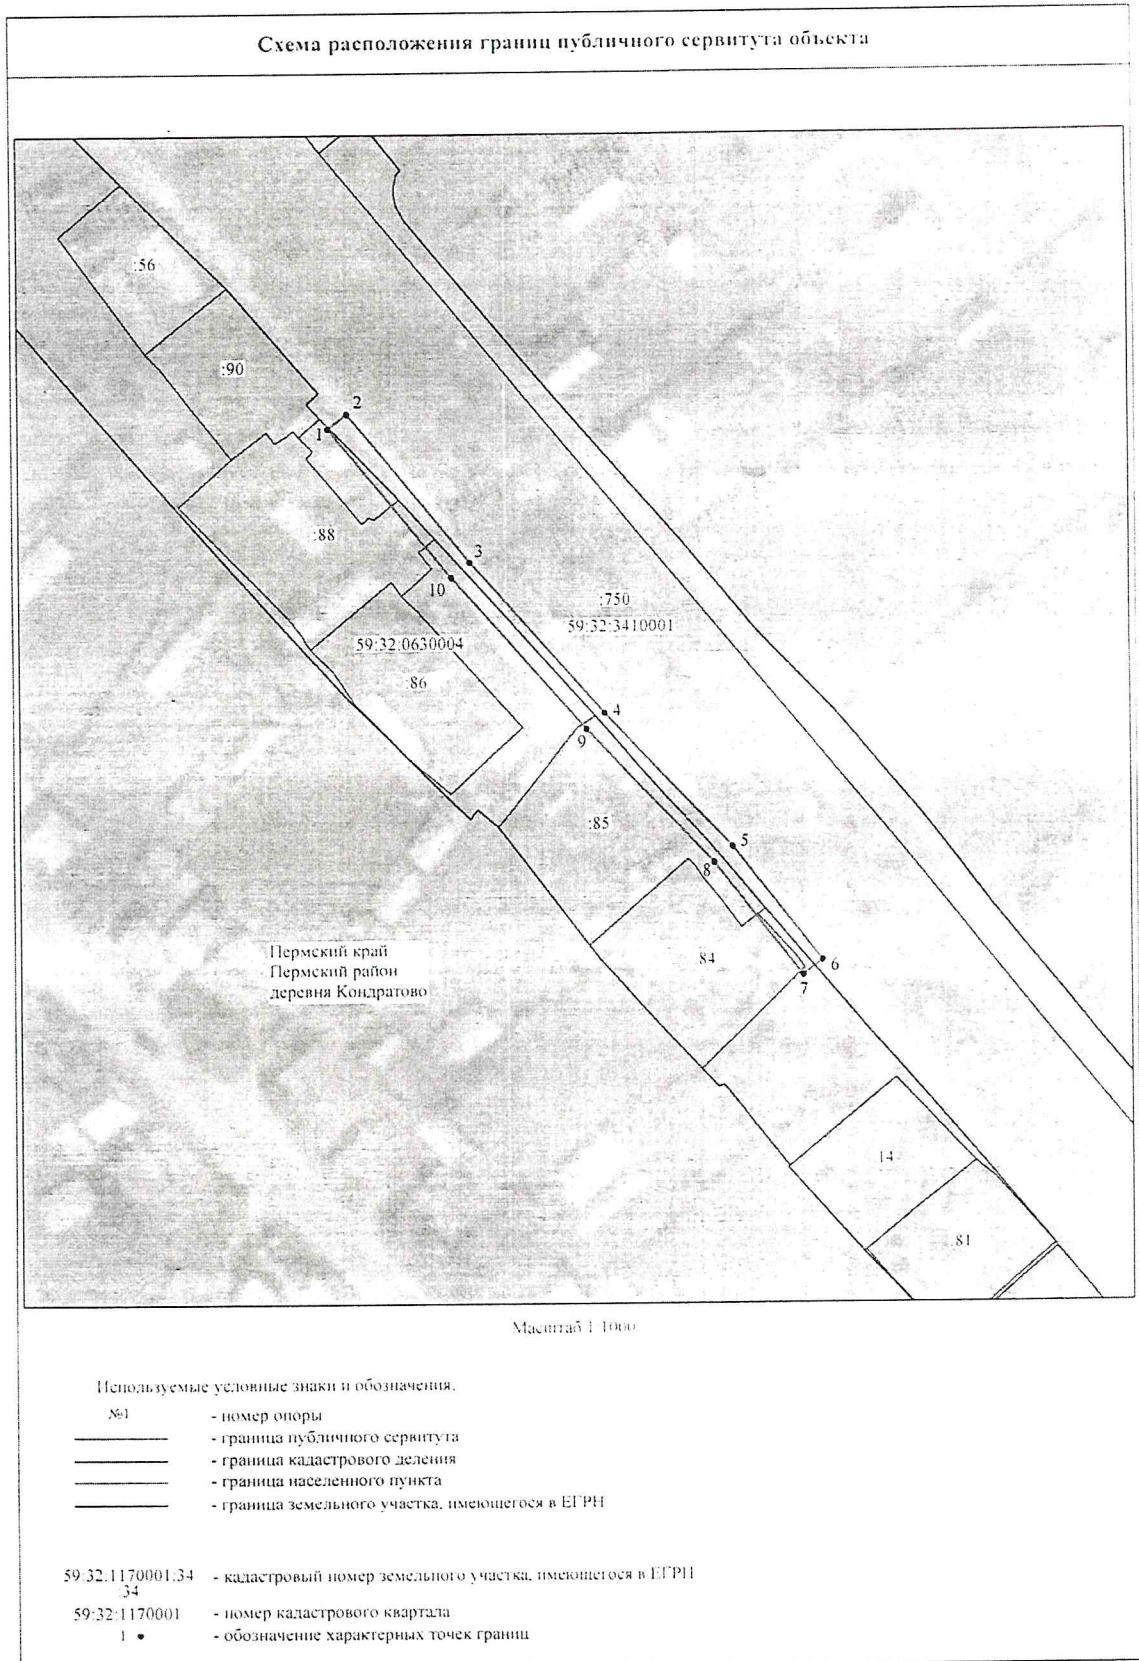 Схема расположения границ публичного сервитута объекта
:56
:90
2
1
:88
3
10
:750
59:32:3410001
59:32:0630004
:86
4
9
:85
5
8
Пермский край
Пермский район
деревня Кондратово
84
6
7
14
:81
Масштаб 1:1000
Используемые условные знаки и обозначения.
№1 - номер опоры
- граница публичного сервитута
- граница кадастрового деления
- граница населенного пункта
- граница земельного участка, имеющегося в ЕГРН
59:32:1170001:34 - кадастровый номер земельного участка, имеющегося в ЕГРН
:34
59:32:1170001 - номер кадастрового квартала
1 • - обозначение характерных точек границ